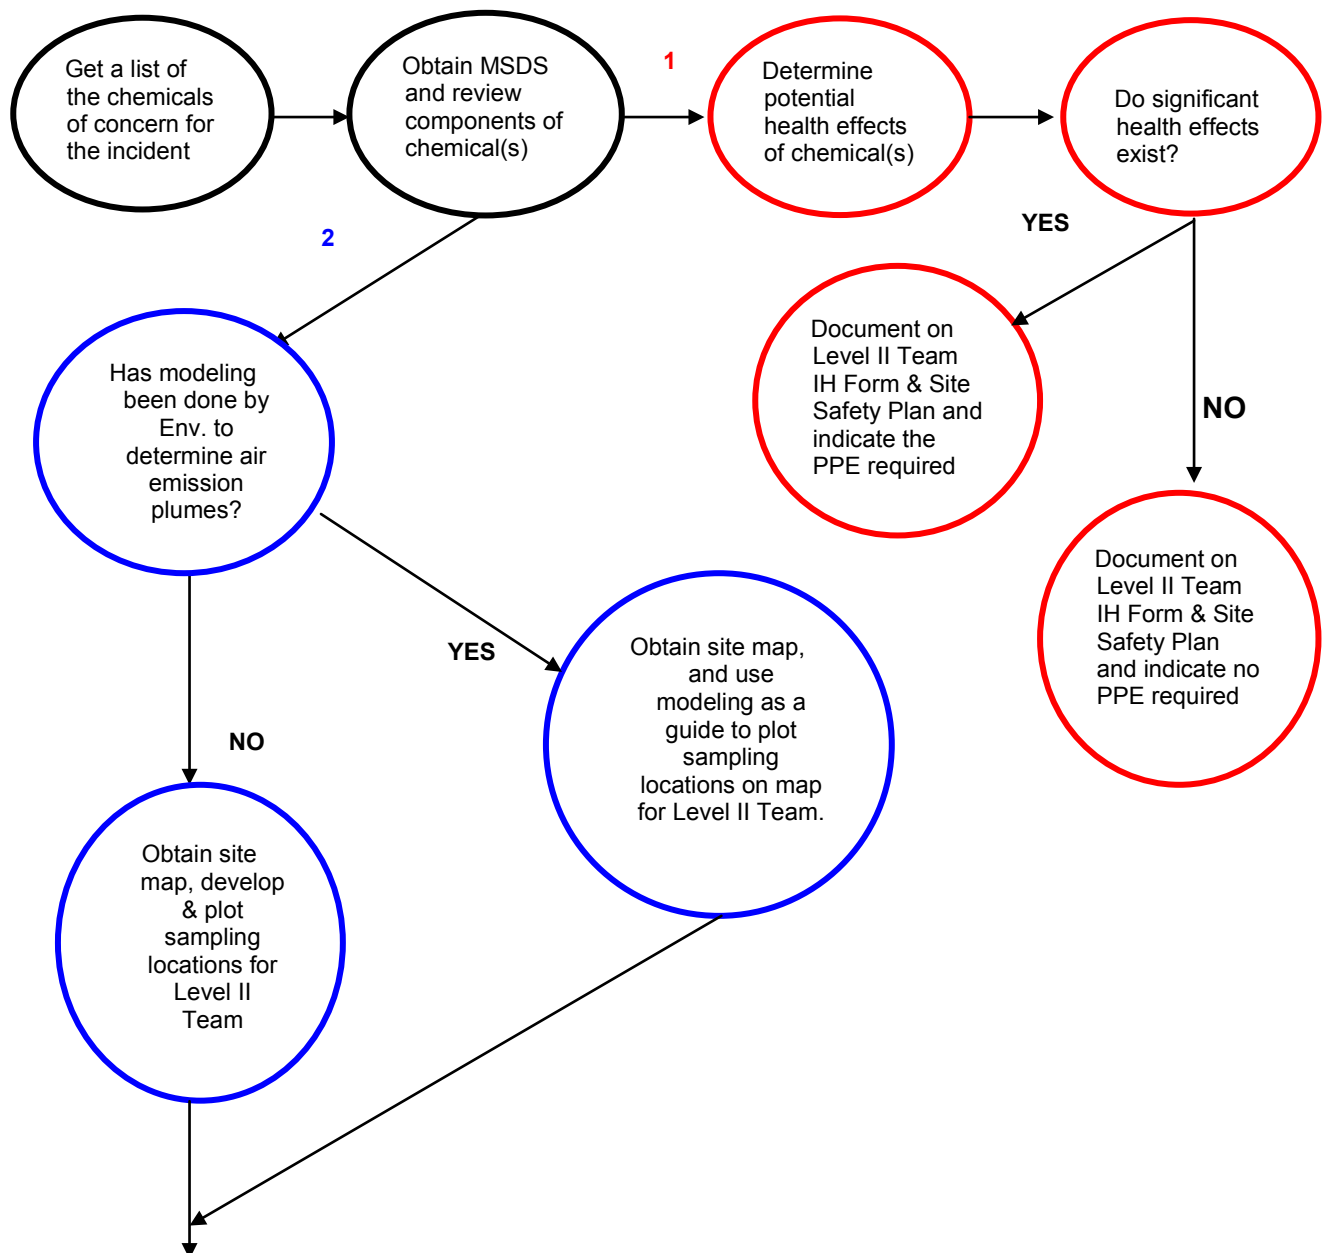 Get a list of
the chemicals
of concern for
the incident
Obtain MSDS
and review
components of
chemical(s)
1
Determine
potential
health effects
of chemical(s)
Do significant
health effects
exist?
2
YES
Document on
Level II Team
IH Form & Site
Safety Plan and
indicate the
PPE required
NO
Document on
Level II Team
IH Form & Site
Safety Plan
and indicate no
PPE required
Has modeling
been done by
Env. to
determine air
emission
plumes?
YES
Obtain site map,
and use
modeling as a
guide to plot
sampling
locations on map
for Level II Team.
NO
Obtain site
map, develop
& plot
sampling
locations for
Level II
Team